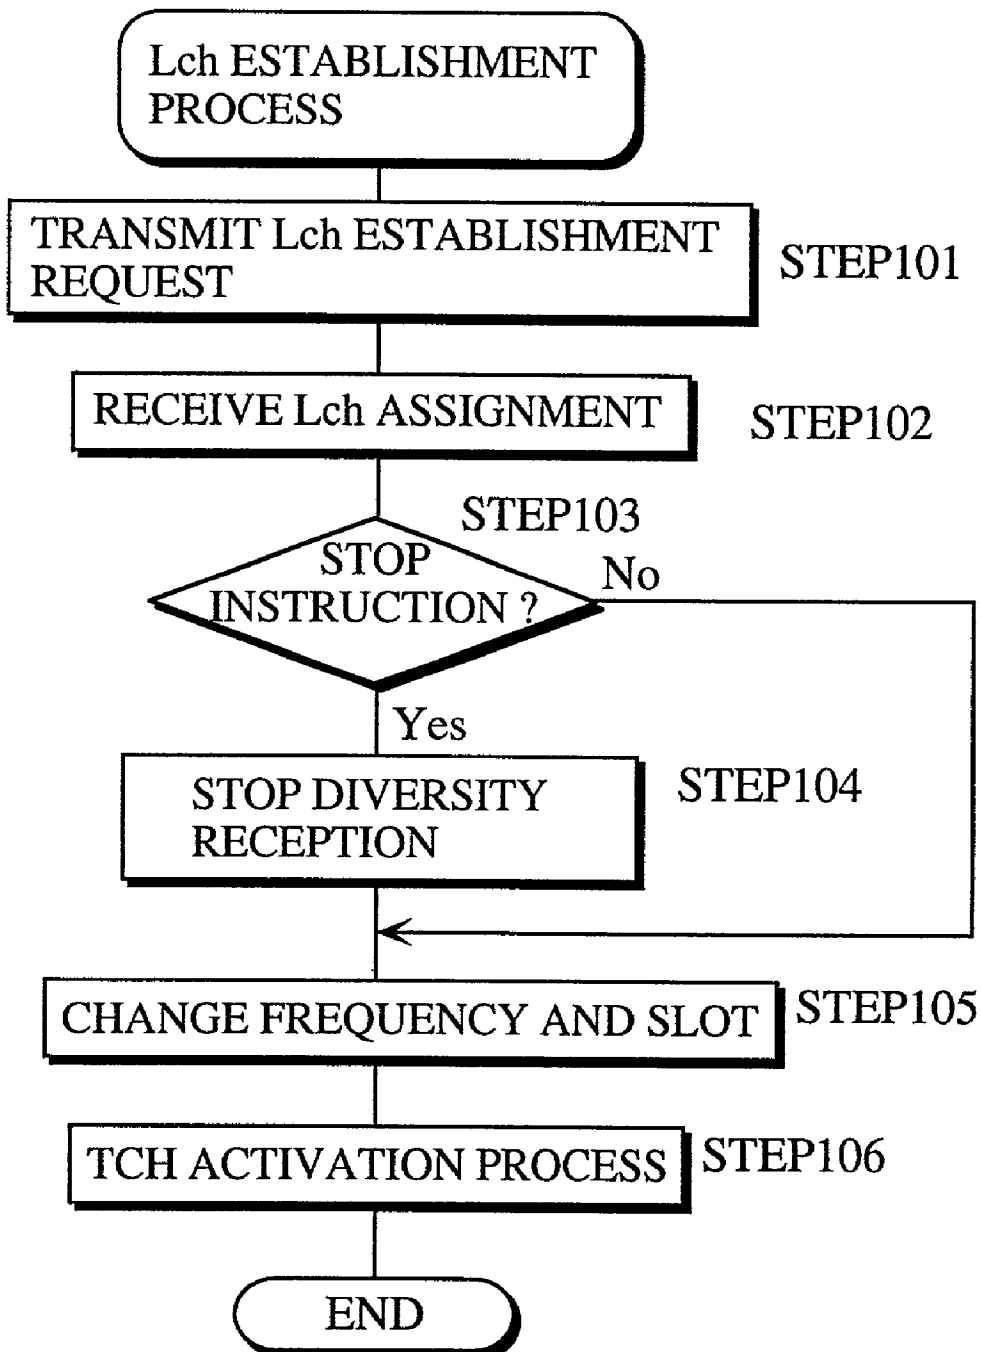 Lch ESTABLISHMENT
PROCESS
TRANSMIT Lch ESTABLISHMENT
REQUEST
STEP101
RECEIVE Lch ASSIGNMENT
STEP102
STEP103
STOP
INSTRUCTION ?
No
Yes
STOP DIVERSITY
RECEPTION
STEP104
CHANGE FREQUENCY AND SLOT
STEP105
TCH ACTIVATION PROCESS
STEP106
END